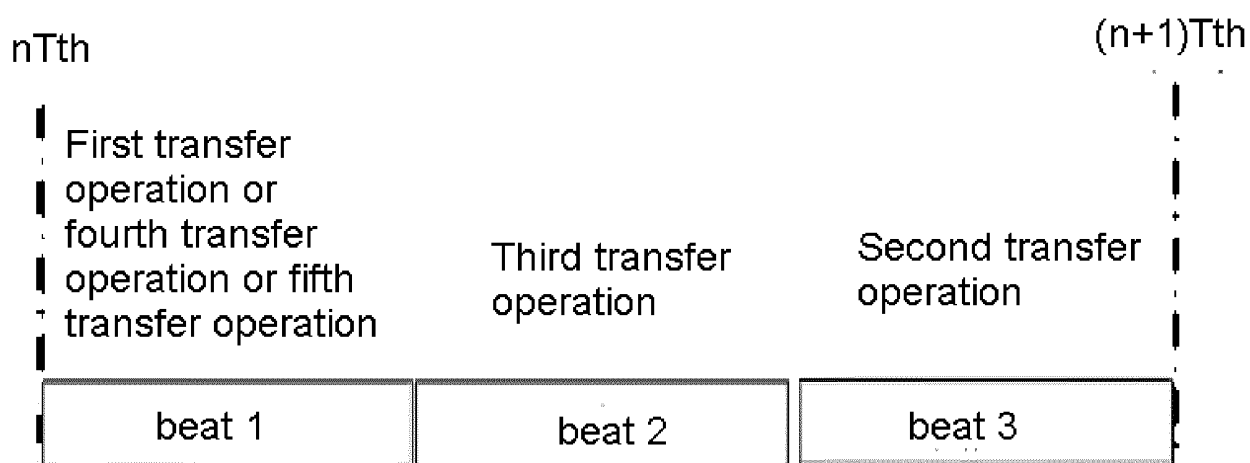 nTth
(n+1)Tth
First transfer
operation or
fourth transfer
operation or fifth
transfer operation
Third transfer
operation
Second transfer
operation
beat 1
beat 2
beat 3